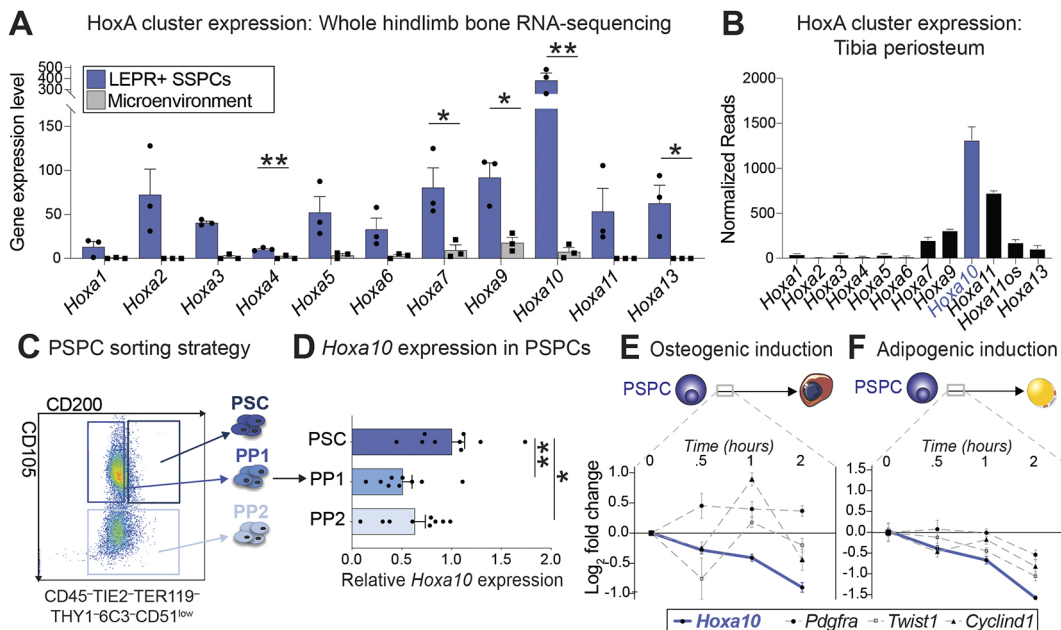 A HoxA cluster expression: Whole hindlimb bone RNA-sequencing
LEPR+ SSPCs
Microenvironment
Gene expression level
500
400
300
150
100
50
0
** * * ** *
Hoxa1 Hoxa2 Hoxa3 Hoxa4 Hoxa5 Hoxa6 Hoxa7 Hoxa9 Hoxa10 Hoxa11 Hoxa13
B HoxA cluster expression:
Tibia periosteum
Normalized Reads
2000
1500
1000
500
0
Hoxa1 Hoxa2 Hoxa3 Hoxa4 Hoxa5 Hoxa6 Hoxa7 Hoxa9 Hoxa10 Hoxa11 Hoxa11os Hoxa13
C PSPC sorting strategy
CD200
CD105
PSC
PP1
PP2
CD45–TIE2–TER119–
THY1–6C3–CD51low
D Hoxa10 expression in PSPCs
PSC
PP1
PP2
**
*
0.0 0.5 1.0 1.5 2.0
Relative Hoxa10 expression
E Osteogenic induction
PSPC
Time (hours)
0 .5 1 2
Log2 fold change
1.0
0.5
0.0
-0.5
-1.0
F Adipogenic induction
PSPC
Time (hours)
0 .5 1 2
1.5
1.0
0.5
0.0
-0.5
-1.0
-1.5
Hoxa10 Pdgfra Twist1 Cyclind1